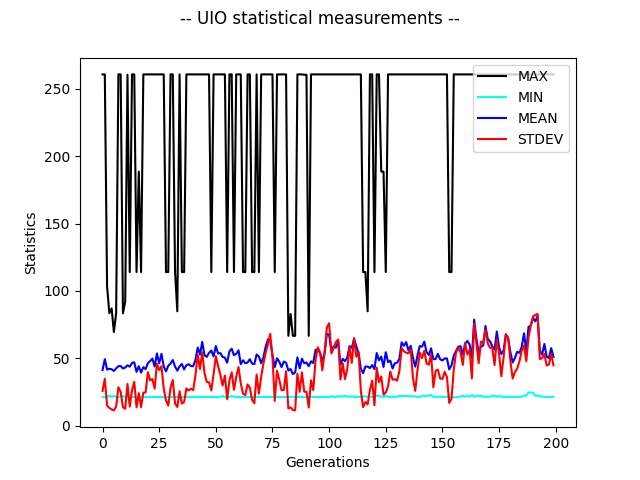 -- UIO statistical measurements --
MAX
MIN
MEAN
STDEV
250
200
150
100
50
0
Statistics
0 25 50 75 100 125 150 175 200
Generations